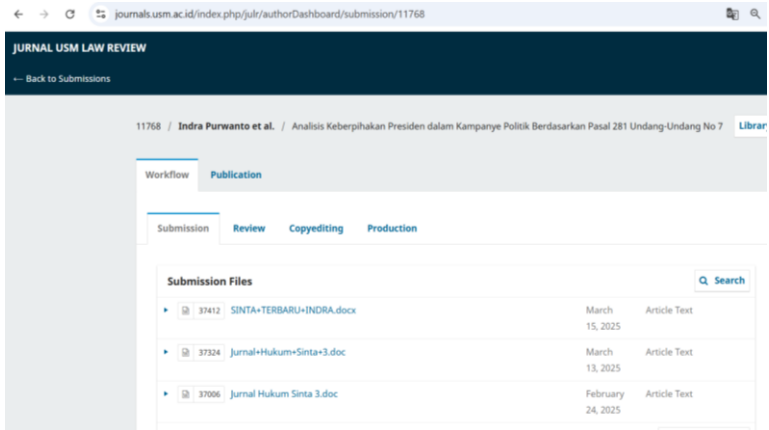 journals.usm.ac.id/index.php/julr/authorDashboard/submission/11768
JURNAL USM LAW REVIEW
← Back to Submissions
11768 / Indra Purwanto et al. / Analisis Keberpihakan Presiden dalam Kampanye Politik Berdasarkan Pasal 281 Undang-Undang No 7 Library
Workflow Publication
Submission Review Copyediting Production
Submission Files Search
37412 SINTA+TERBARU+INDRA.docx March 15, 2025 Article Text
37324 Jurnal+Hukum+Sinta+3.doc March 13, 2025 Article Text
37006 Jurnal Hukum Sinta 3.doc February 24, 2025 Article Text